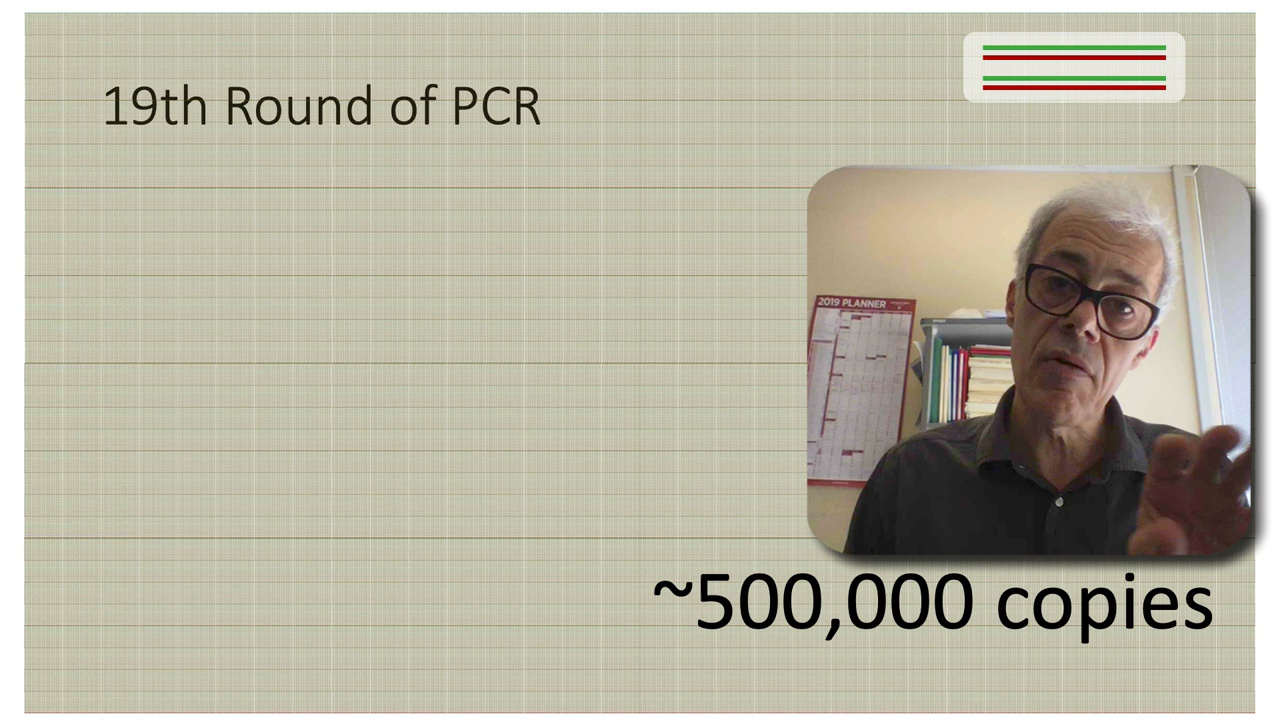 19th Round of PCR
2019 PLANNER
~500,000 copies